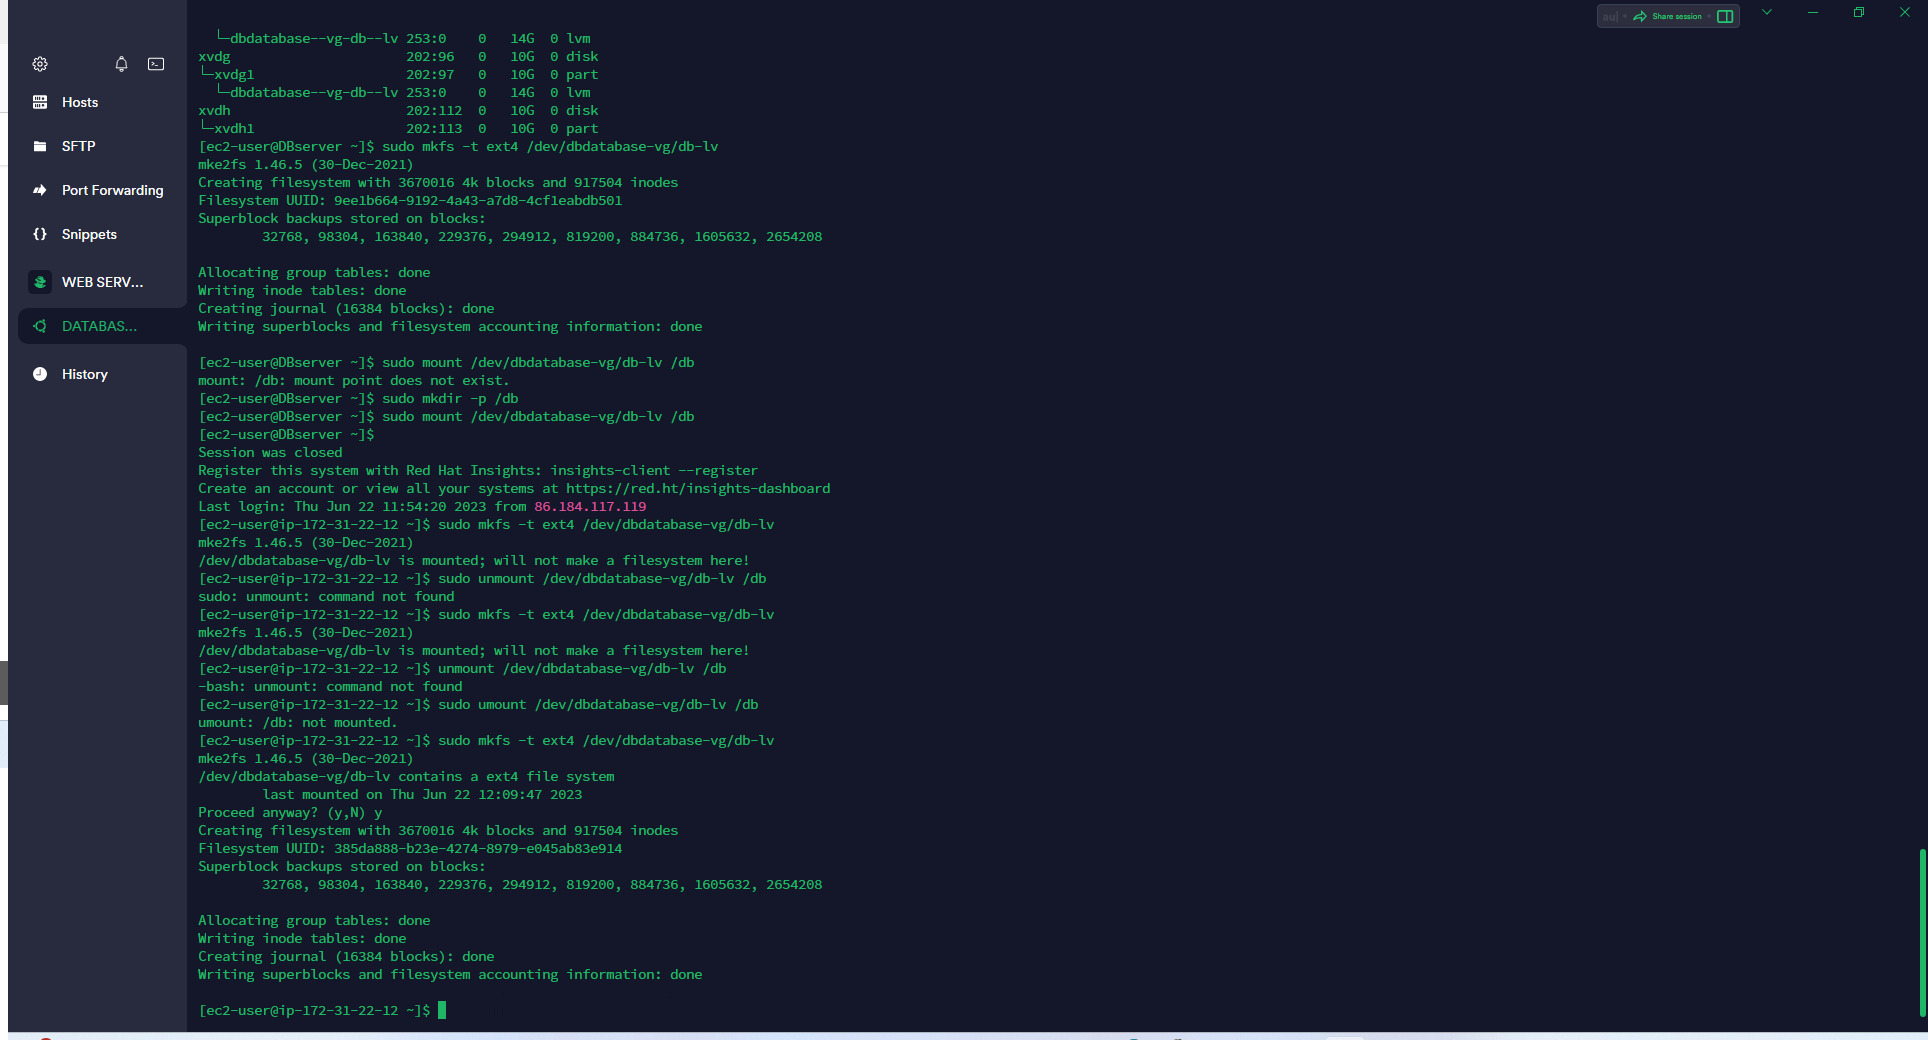 Share session
Hosts
SFTP
Port Forwarding
Snippets
WEB SERV...
DATABAS...
History
└─dbdatabase--vg-db--lv 253:0    0   14G  0 lvm
xvdg                      202:96   0   10G  0 disk
└─xvdg1                   202:97   0   10G  0 part
  └─dbdatabase--vg-db--lv 253:0    0   14G  0 lvm
xvdh                      202:112  0   10G  0 disk
└─xvdh1                   202:113  0   10G  0 part
[ec2-user@DBserver ~]$ sudo mkfs -t ext4 /dev/dbdatabase-vg/db-lv
mke2fs 1.46.5 (30-Dec-2021)
Creating filesystem with 3670016 4k blocks and 917504 inodes
Filesystem UUID: 9ee1b664-9192-4a43-a7d8-4cf1eabdb501
Superblock backups stored on blocks:
        32768, 98304, 163840, 229376, 294912, 819200, 884736, 1605632, 2654208
Allocating group tables: done
Writing inode tables: done
Creating journal (16384 blocks): done
Writing superblocks and filesystem accounting information: done
[ec2-user@DBserver ~]$ sudo mount /dev/dbdatabase-vg/db-lv /db
mount: /db: mount point does not exist.
[ec2-user@DBserver ~]$ sudo mkdir -p /db
[ec2-user@DBserver ~]$ sudo mount /dev/dbdatabase-vg/db-lv /db
[ec2-user@DBserver ~]$
Session was closed
Register this system with Red Hat Insights: insights-client --register
Create an account or view all your systems at https://red.ht/insights-dashboard
Last login: Thu Jun 22 11:54:20 2023 from 86.184.117.119
[ec2-user@ip-172-31-22-12 ~]$ sudo mkfs -t ext4 /dev/dbdatabase-vg/db-lv
mke2fs 1.46.5 (30-Dec-2021)
/dev/dbdatabase-vg/db-lv is mounted; will not make a filesystem here!
[ec2-user@ip-172-31-22-12 ~]$ sudo unmount /dev/dbdatabase-vg/db-lv /db
sudo: unmount: command not found
[ec2-user@ip-172-31-22-12 ~]$ sudo mkfs -t ext4 /dev/dbdatabase-vg/db-lv
mke2fs 1.46.5 (30-Dec-2021)
/dev/dbdatabase-vg/db-lv is mounted; will not make a filesystem here!
[ec2-user@ip-172-31-22-12 ~]$ unmount /dev/dbdatabase-vg/db-lv /db
-bash: unmount: command not found
[ec2-user@ip-172-31-22-12 ~]$ sudo umount /dev/dbdatabase-vg/db-lv /db
umount: /db: not mounted.
[ec2-user@ip-172-31-22-12 ~]$ sudo mkfs -t ext4 /dev/dbdatabase-vg/db-lv
mke2fs 1.46.5 (30-Dec-2021)
/dev/dbdatabase-vg/db-lv contains a ext4 file system
        last mounted on Thu Jun 22 12:09:47 2023
Proceed anyway? (y,N) y
Creating filesystem with 3670016 4k blocks and 917504 inodes
Filesystem UUID: 385da888-b23e-4274-8979-e045ab83e914
Superblock backups stored on blocks:
        32768, 98304, 163840, 229376, 294912, 819200, 884736, 1605632, 2654208
Allocating group tables: done
Writing inode tables: done
Creating journal (16384 blocks): done
Writing superblocks and filesystem accounting information: done
[ec2-user@ip-172-31-22-12 ~]$